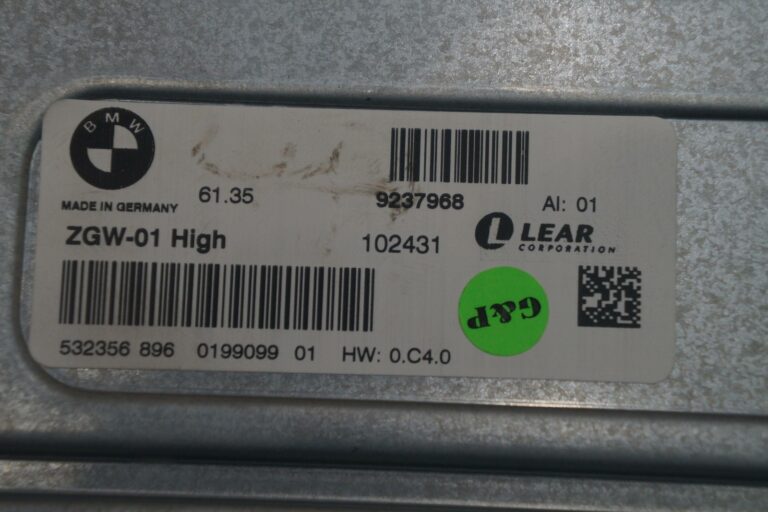 BMW
MADE IN GERMANY
61.35
9237968
AI: 01
ZGW-01 High
102431
LEAR
CORPORATION
G&P
532356 896 0199099 01 HW: 0.C4.0